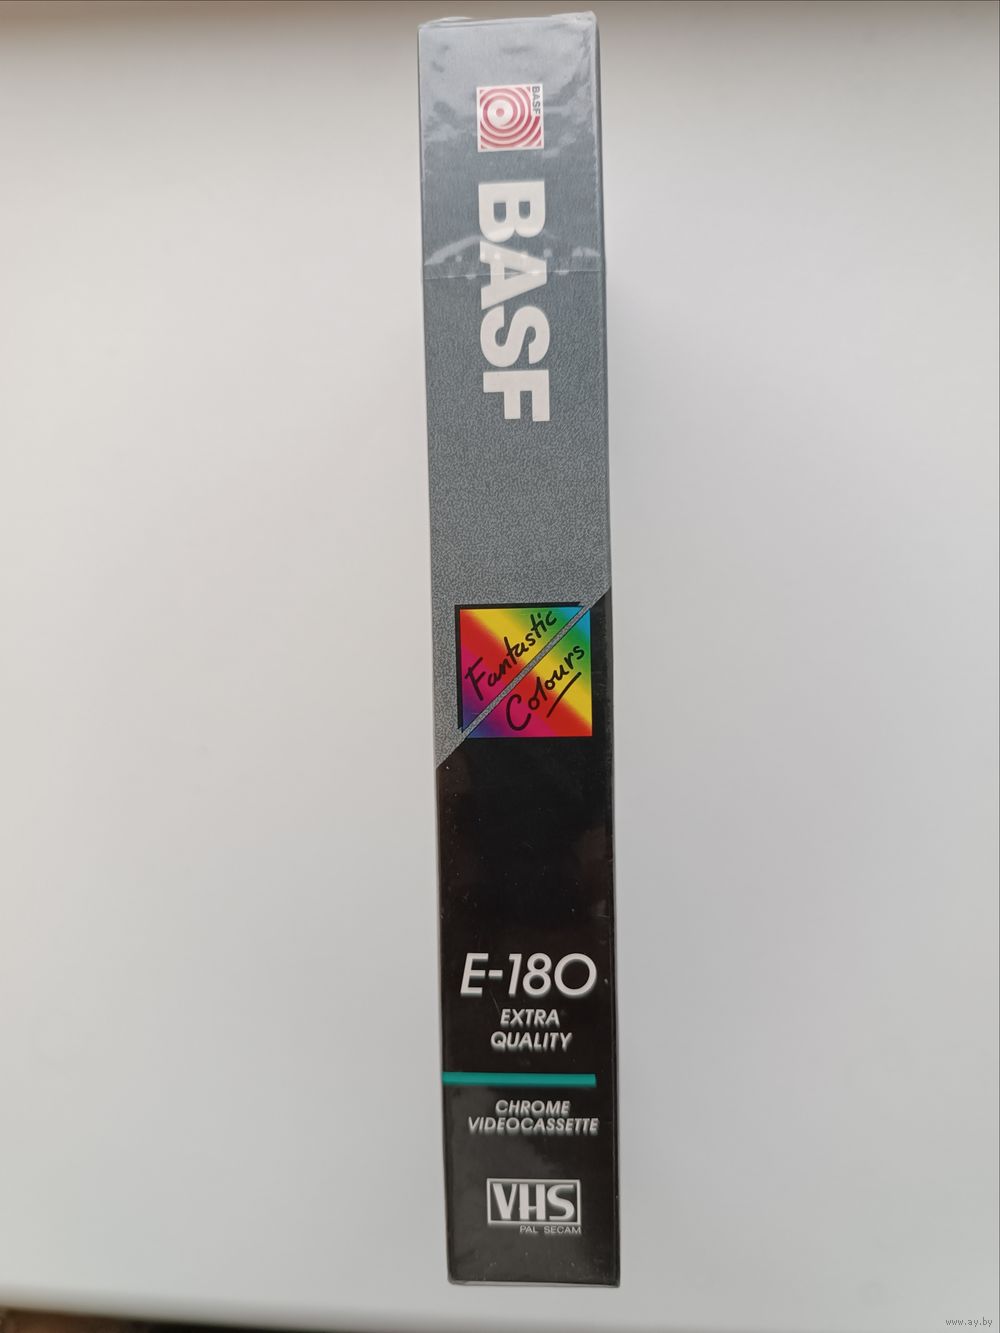 BASF
BASF
Fantastic
Colours
E-180
EXTRA
QUALITY
CHROME
VIDEOCASSETTE
VHS
PAL SECAM
www.ay.by